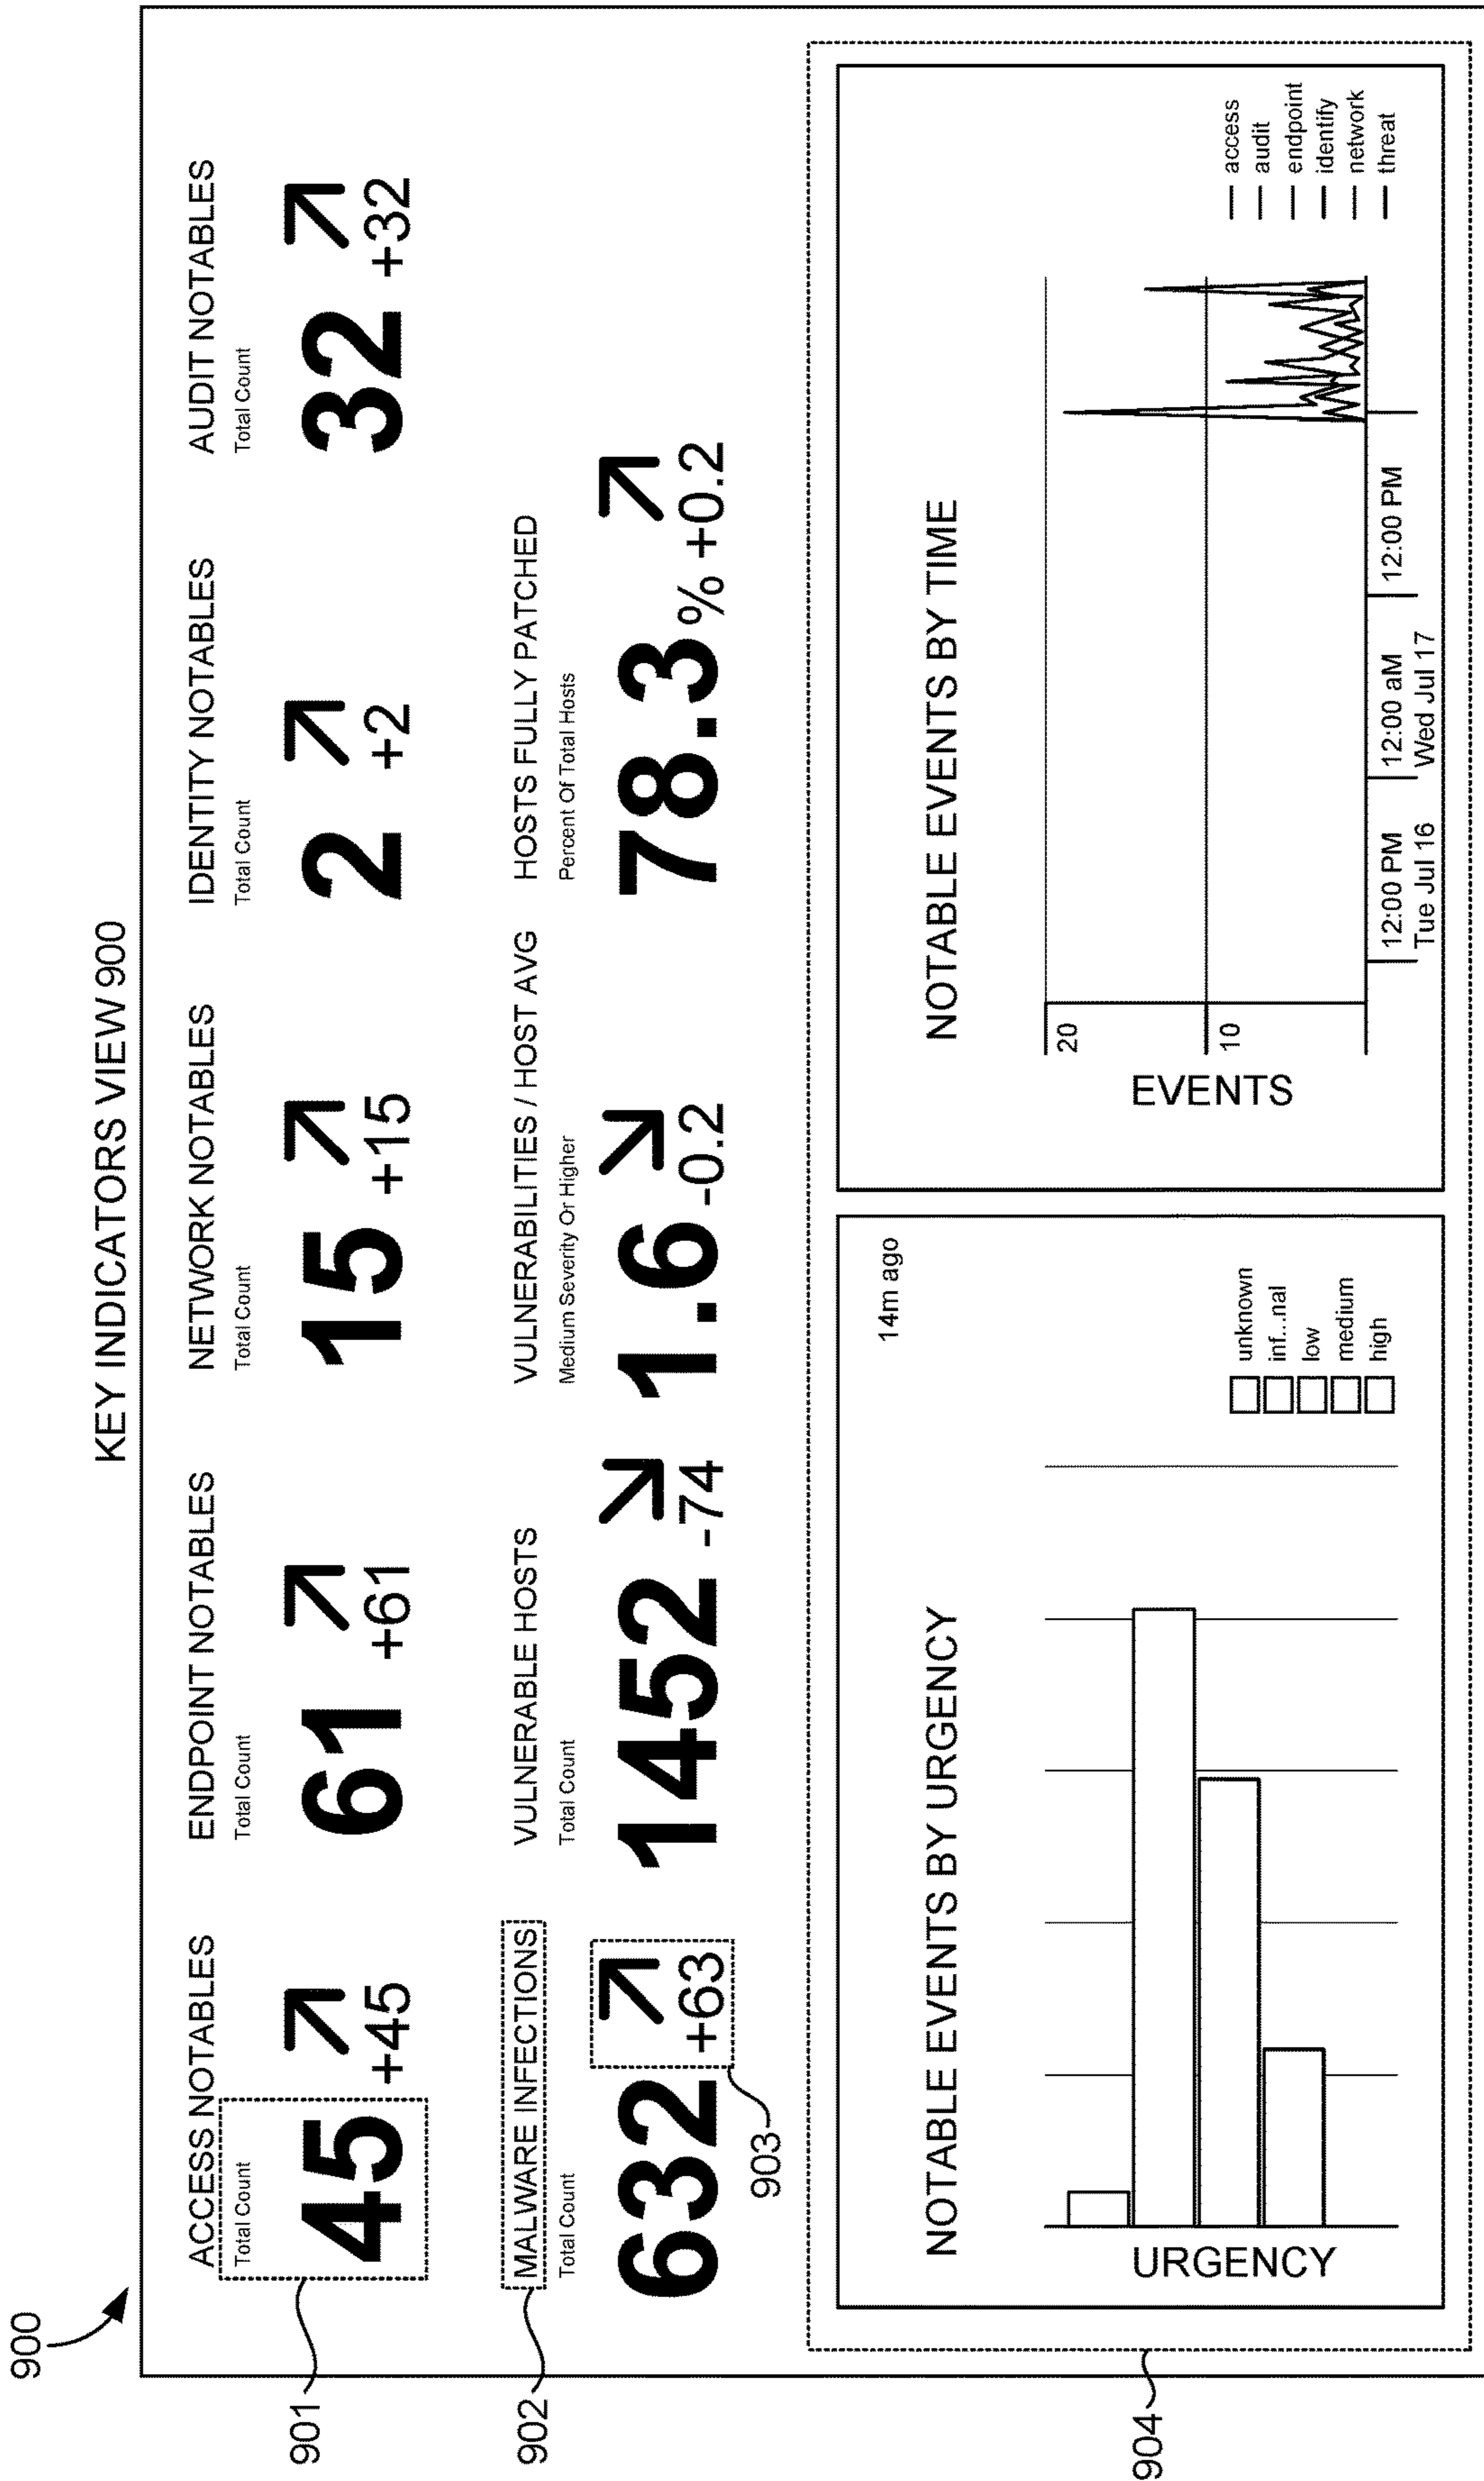 900
KEY INDICATORS VIEW 900
ACCESS NOTABLES
Total Count
45 +45
ENDPOINT NOTABLES
Total Count
61 +61
NETWORK NOTABLES
Total Count
15 +15
IDENTITY NOTABLES
Total Count
2 +2
AUDIT NOTABLES
Total Count
32 +32
901
MALWARE INFECTIONS
Total Count
632 +63
VULNERABLE HOSTS
Total Count
1452 -74
VULNERABILITIES / HOST AVG
Medium Severity Or Higher
1.6 -0.2
HOSTS FULLY PATCHED
Percent Of Total Hosts
78.3% +0.2
902
903
NOTABLE EVENTS BY URGENCY
14m ago
URGENCY
unknown
inf...nal
low
medium
high
NOTABLE EVENTS BY TIME
20
10
EVENTS
12:00 PM
Tue Jul 16
12:00 aM
Wed Jul 17
12:00 PM
access
audit
endpoint
identify
network
threat
904